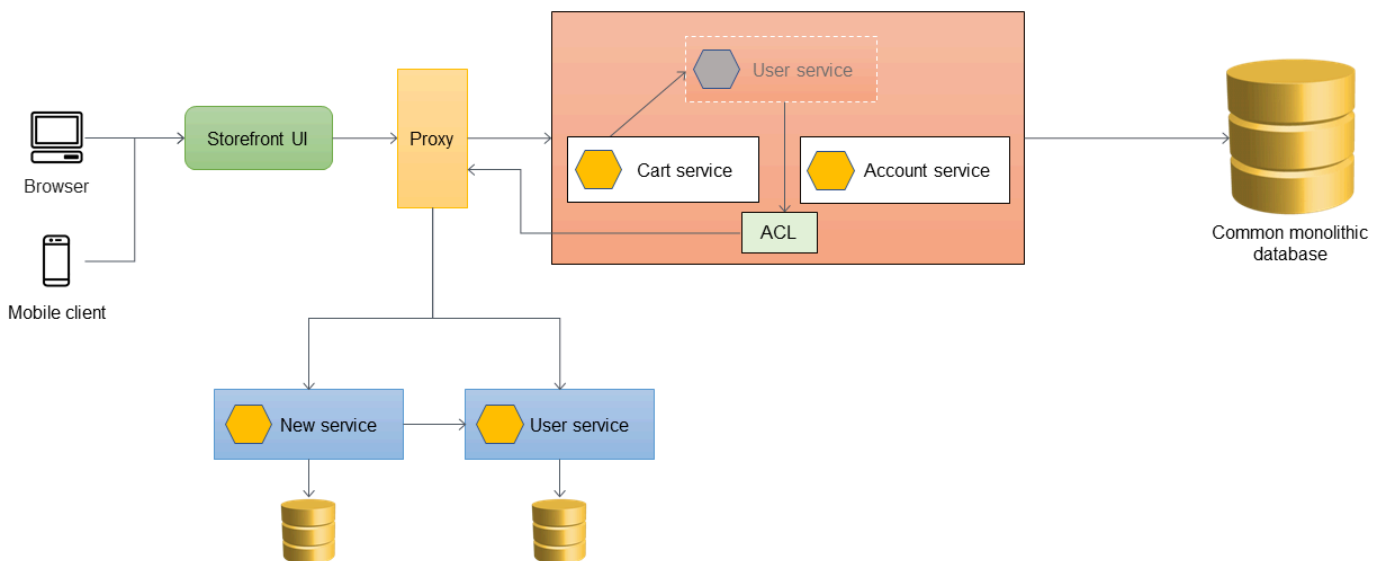 User service
Storefront UI
Proxy
Browser
Cart service
Account service
ACL
Common monolithic
database
Mobile client
New service
User service